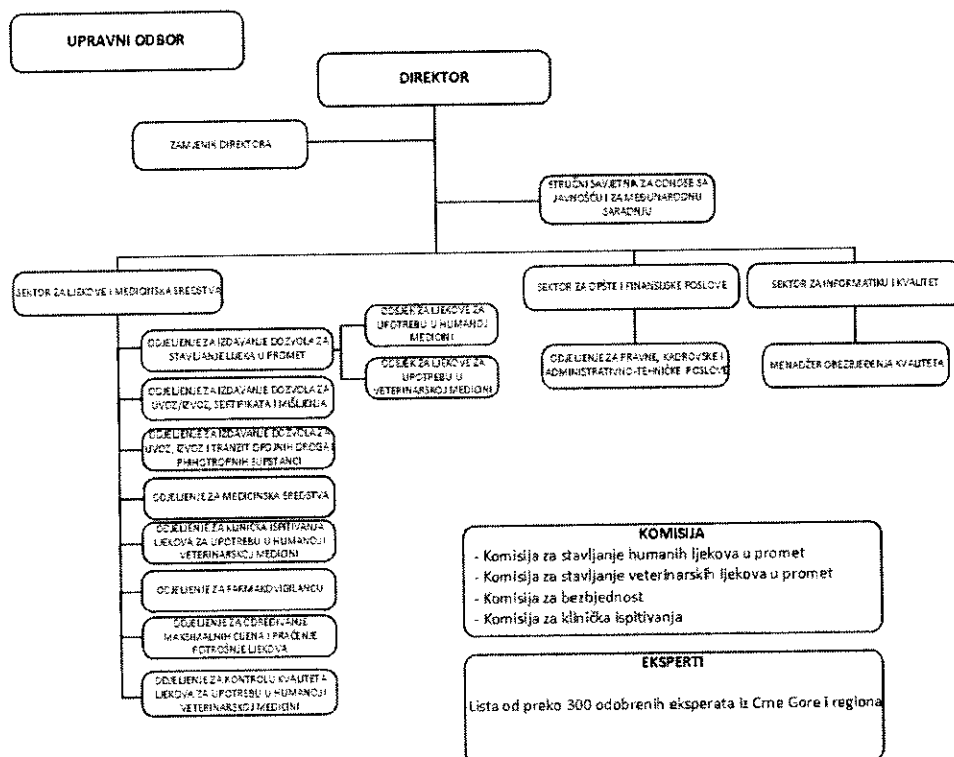 UPRAVNI ODBOR
DIREKTOR
ZAMJENIK DIREKTORA
STRUČNI SAVJETNIK ZA ODNOSE SA
JAVNOŠĆU I ZA MEĐUNARODNU
SARADNJU
SEKTOR ZA LJEKOVE I MEDICINSKA SREDSTVA
SEKTOR ZA OPŠTE I FINANSIJSKE POSLOVE
SEKTOR ZA INFORMATIKU I KVALITET
ODJELJENJE ZA IZDAVANJE DOZVOLA ZA
STAVLJANJE LIJEKA U PROMET
ODSJEK ZA LJEKOVE ZA
UPOTREBU U HUMANOJ
MEDICINI
ODSJEK ZA LJEKOVE ZA
UPOTREBU U
VETERINARSKOJ MEDICINI
ODJELJENJE ZA PRAVNE, KADROVSKE I
ADMINISTRATIVNO-TEHNIČKE POSLOVE
MENADŽER OBEZBJEĐENJA KVALITETA
ODJELJENJE ZA IZDAVANJE DOZVOLA ZA
UVOZ/IZVOZ, SERTIFIKATA I MIŠLJENJA
ODJELJENJE ZA IZDAVANJE DOZVOLA ZA
UVOZ, IZVOZ I TRANZIT OPOJNIH DROGA I
PSIHOTROPNIH SUPSTANCI
ODJELJENJE ZA MEDICINSKA SREDSTVA
ODJELJENJE ZA KLINIČKA ISPITIVANJA
LJEKOVA ZA UPOTREBU U HUMANOJ I
VETERINARSKOJ MEDICINI
ODJELJENJE ZA FARMAKOVIGILANCU
ODJELJENJE ZA ODREĐIVANJE
MAKSIMALNIH CIJENA I PRAĆENJE
POTROŠNJE LJEKOVA
ODJELJENJE ZA KONTROLU KVALITETA
LJEKOVA ZA UPOTREBU U HUMANOJ I
VETERINARSKOJ MEDICINI
KOMISIJA
- Komisija za stavljanje humanih ljekova u promet
- Komisija za stavljanje veterinarskih ljekova u promet
- Komisija za bezbjednost
- Komisija za klinička ispitivanja
EKSPERTI
Lista od preko 300 odobrenih eksperata iz Crne Gore i regiona